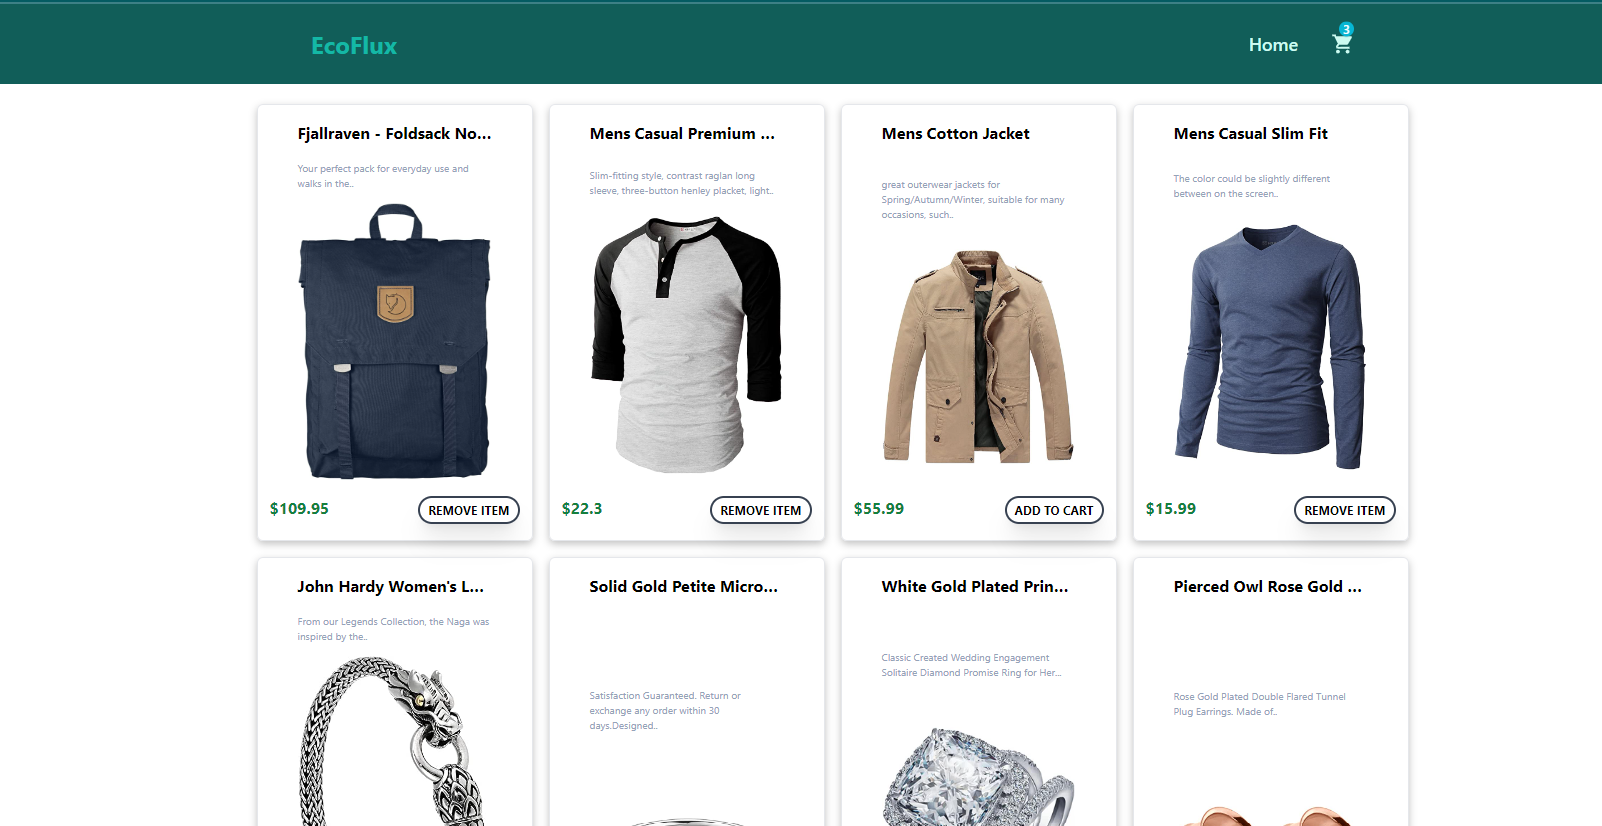 EcoFlux
Home
3
Fjallraven - Foldsack No...
Your perfect pack for everyday use and
walks in the..
$109.95
REMOVE ITEM
Mens Casual Premium ...
Slim-fitting style, contrast raglan long
sleeve, three-button henley placket, light..
$22.3
REMOVE ITEM
Mens Cotton Jacket
great outerwear jackets for
Spring/Autumn/Winter, suitable for many
occasions, such..
$55.99
ADD TO CART
Mens Casual Slim Fit
The color could be slightly different
between on the screen..
$15.99
REMOVE ITEM
John Hardy Women's L...
From our Legends Collection, the Naga was
inspired by the..
Solid Gold Petite Micro...
Satisfaction Guaranteed. Return or
exchange any order within 30
days.Designed..
White Gold Plated Prin...
Classic Created Wedding Engagement
Solitaire Diamond Promise Ring for Her...
Pierced Owl Rose Gold ...
Rose Gold Plated Double Flared Tunnel
Plug Earrings. Made of..